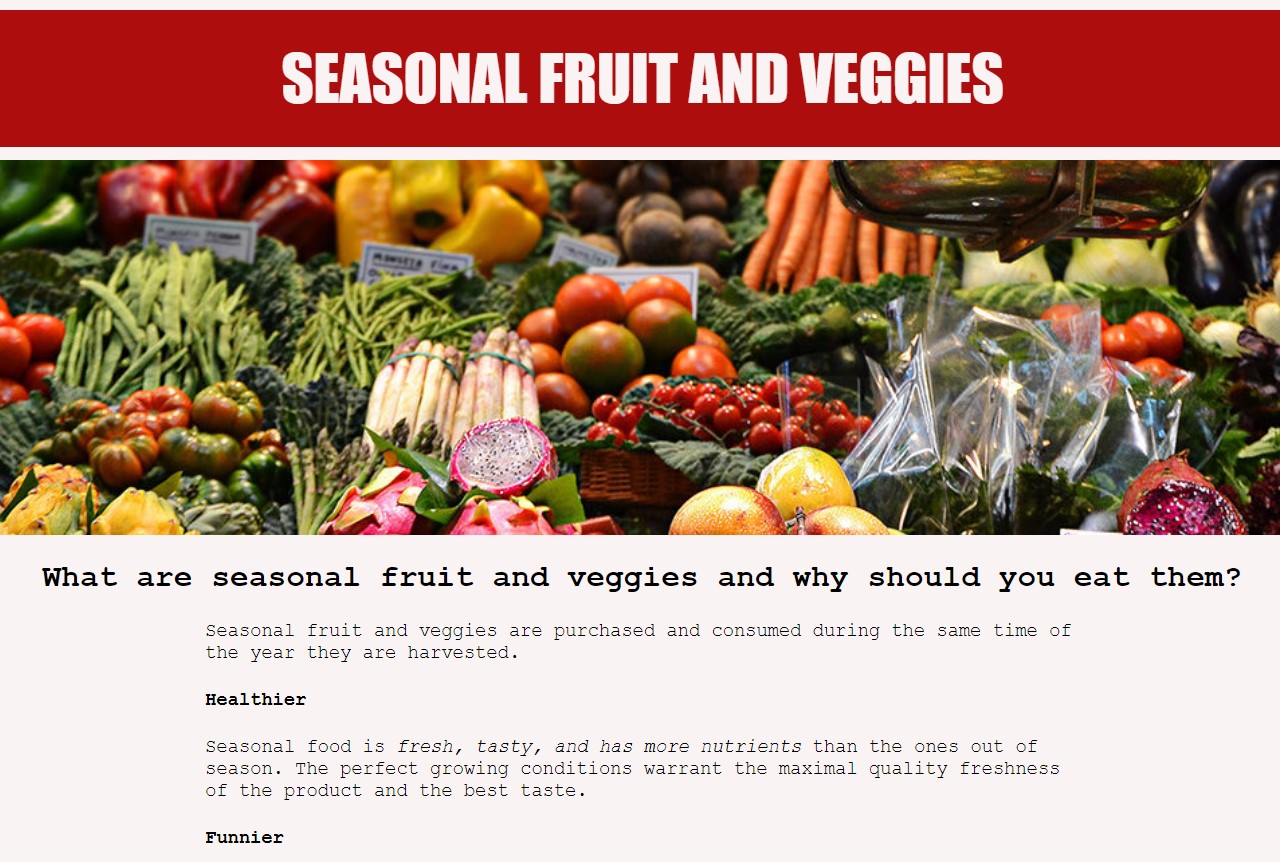 SEASONAL FRUIT AND VEGGIES
What are seasonal fruit and veggies and why should you eat them?
Seasonal fruit and veggies are purchased and consumed during the same time of
the year they are harvested.
Healthier
Seasonal food is fresh, tasty, and has more nutrients than the ones out of
season. The perfect growing conditions warrant the maximal quality freshness
of the product and the best taste.
Funnier